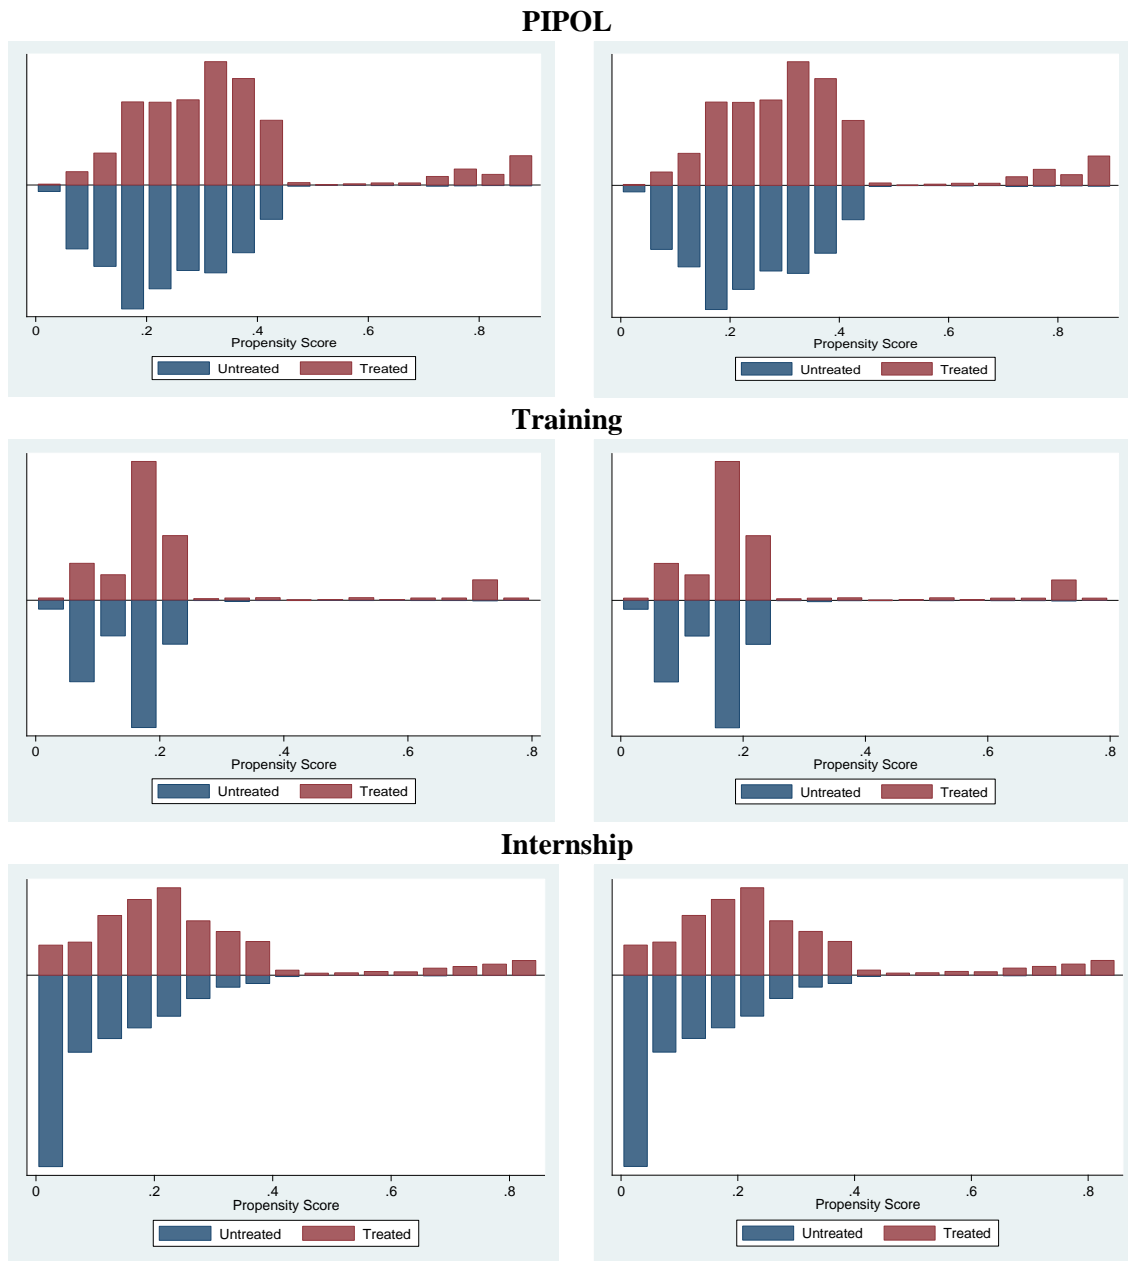 PIPOL
0 .2 .4 .6 .8
Propensity Score
Untreated Treated
0 .2 .4 .6 .8
Propensity Score
Untreated Treated
Training
0 .2 .4 .6 .8
Propensity Score
Untreated Treated
0 .2 .4 .6 .8
Propensity Score
Untreated Treated
Internship
0 .2 .4 .6 .8
Propensity Score
Untreated Treated
0 .2 .4 .6 .8
Propensity Score
Untreated Treated